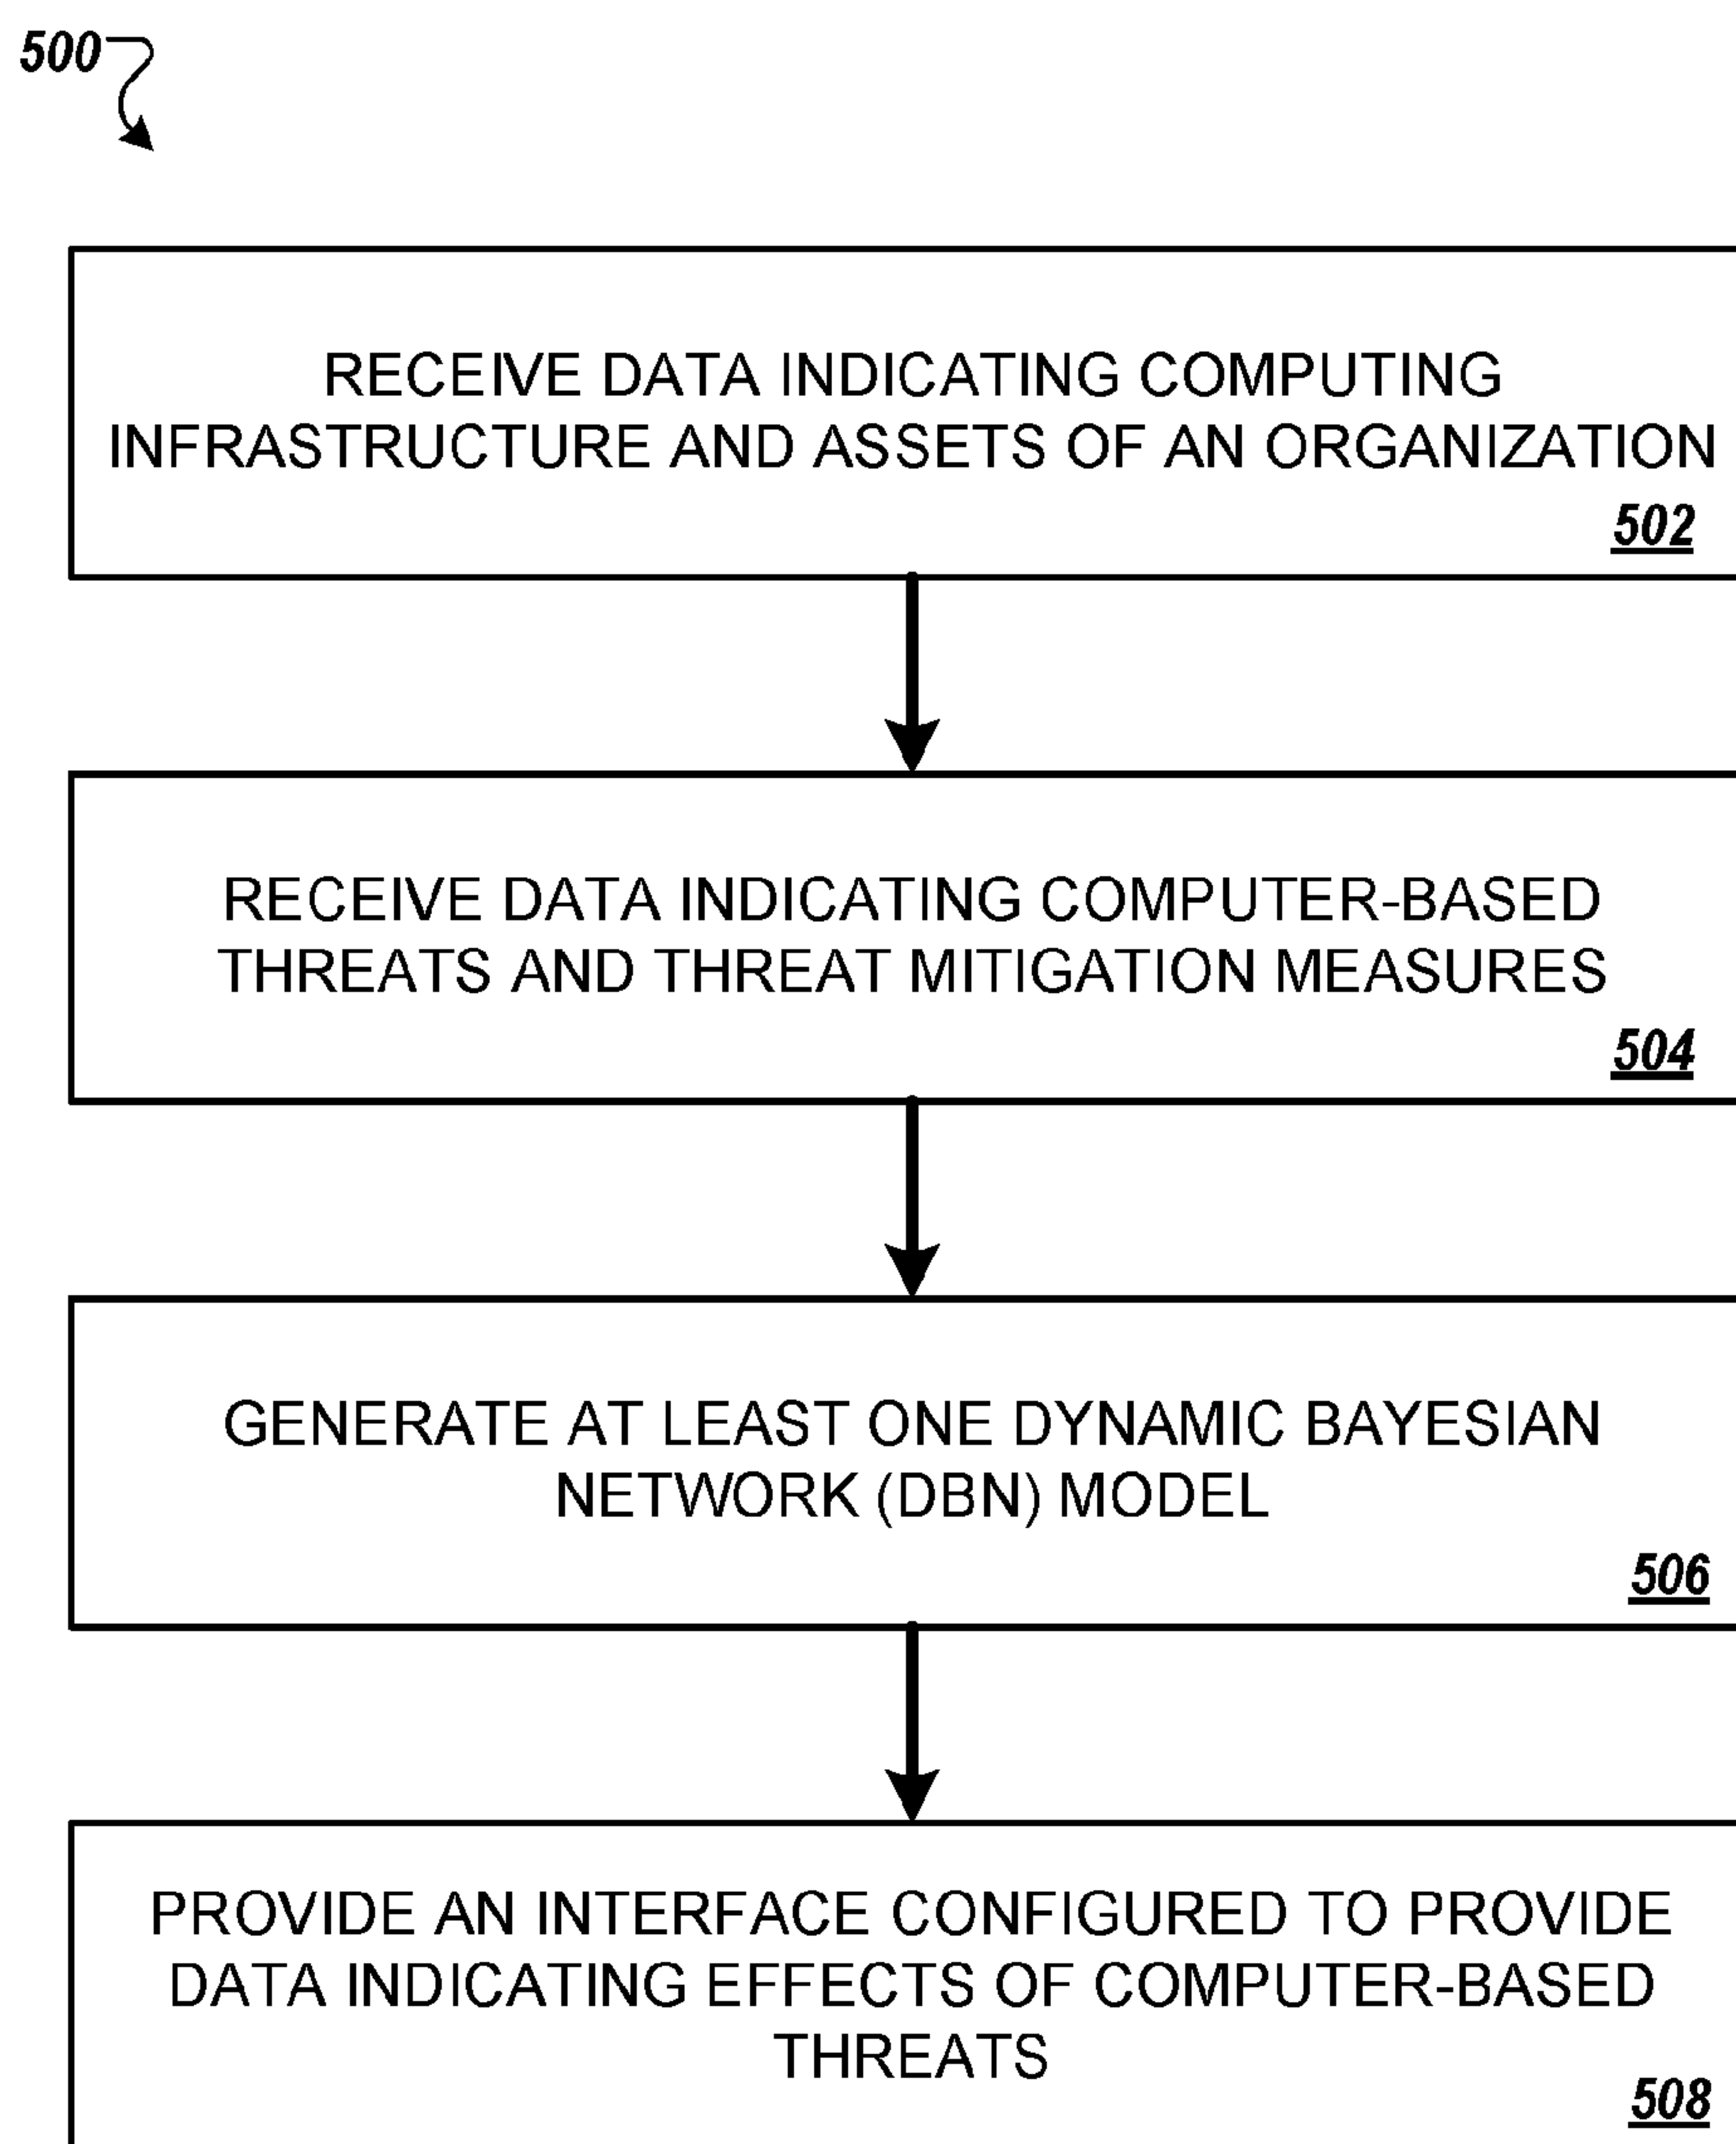 500
RECEIVE DATA INDICATING COMPUTING
INFRASTRUCTURE AND ASSETS OF AN ORGANIZATION
502
RECEIVE DATA INDICATING COMPUTER-BASED
THREATS AND THREAT MITIGATION MEASURES
504
GENERATE AT LEAST ONE DYNAMIC BAYESIAN
NETWORK (DBN) MODEL
506
PROVIDE AN INTERFACE CONFIGURED TO PROVIDE
DATA INDICATING EFFECTS OF COMPUTER-BASED
THREATS
508